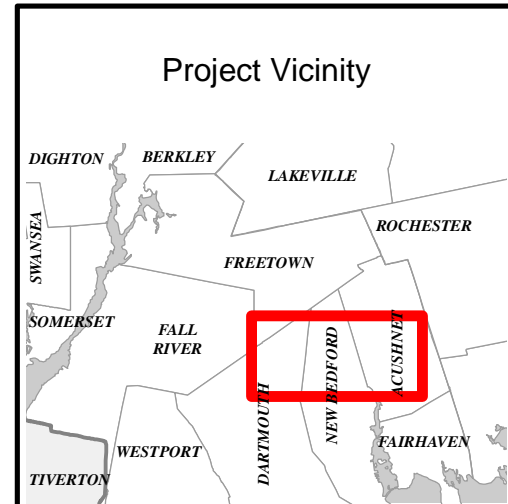 Project Vicinity
DIGHTON
BERKLEY
LAKEVILLE
ROCHESTER
SWANSEA
FREETOWN
SOMERSET
FALL
RIVER
ACUSHNET
NEW BEDFORD
DARTMOUTH
WESTPORT
FAIRHAVEN
TIVERTON